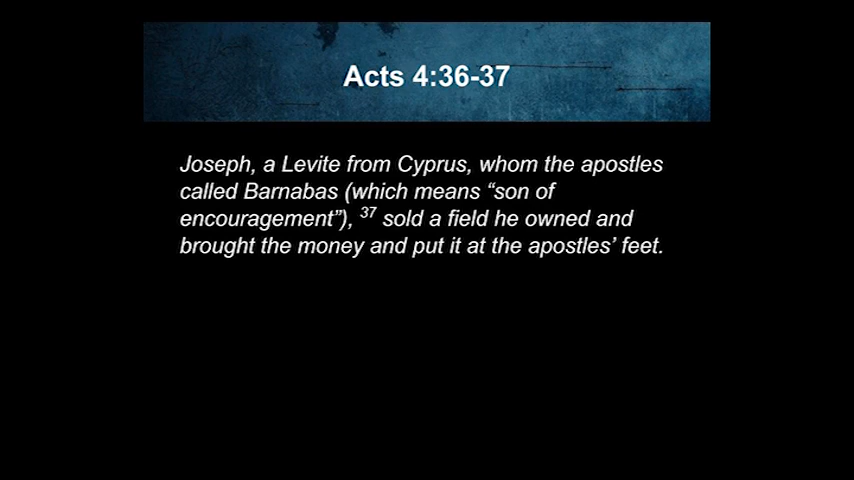 Acts 4:36-37
Joseph, a Levite from Cyprus, whom the apostles
called Barnabas (which means “son of
encouragement”), 37 sold a field he owned and
brought the money and put it at the apostles’ feet.